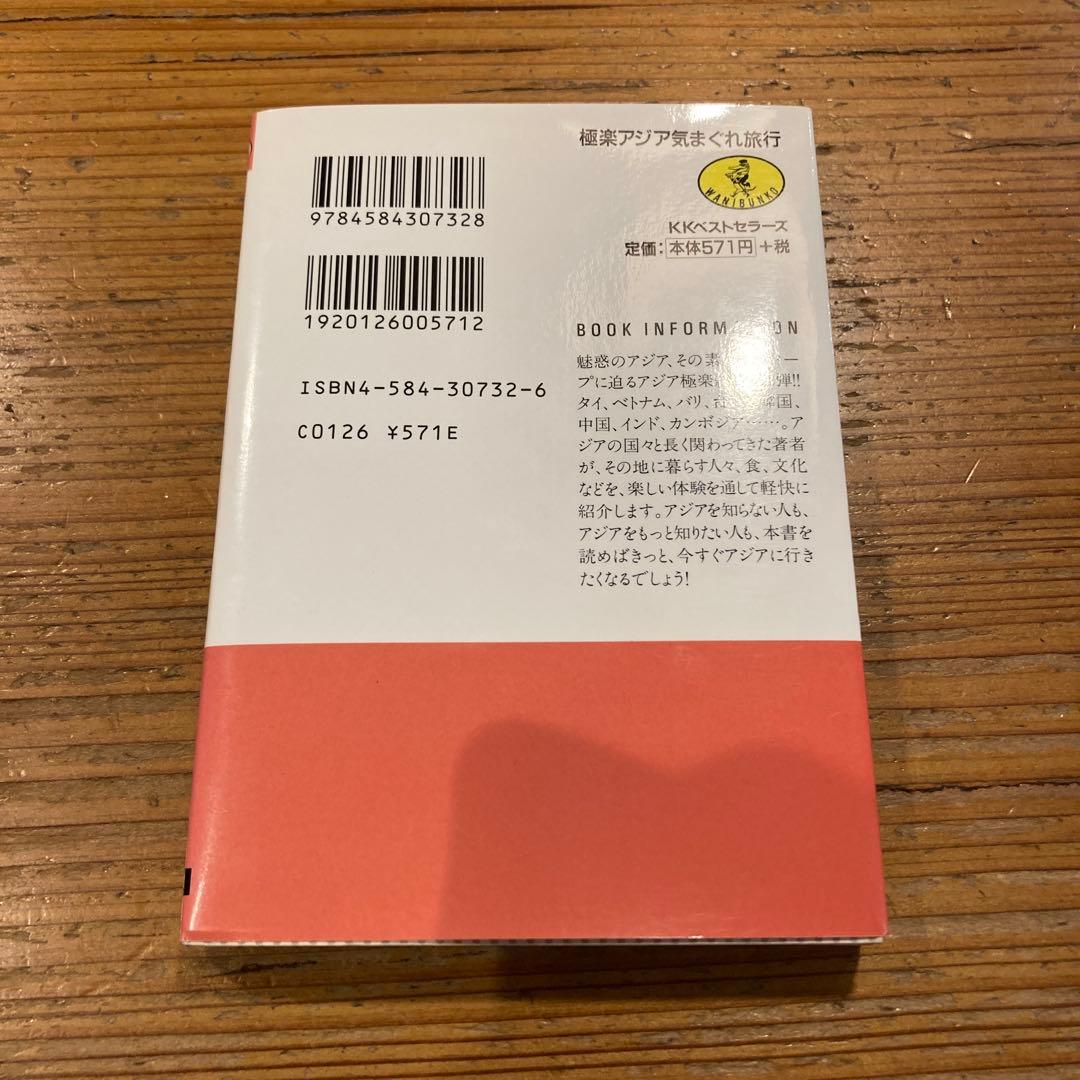 極楽アジア気まぐれ旅行
WANIBUNKO
KKベストセラーズ
定価：本体571円+税
9784584307328
1920126005712
ISBN4-584-30732-6
C0126 ¥571E
BOOK INFORMATION
魅惑のアジア、その素
プに迫るアジア極楽 弾!!
タイ、ベトナム、バリ、 国、
中国、インド、カンボジア……。ア
ジアの国々と長く関わってきた著者
が、その地に暮らす人々、食、文化
などを、楽しい体験を通して軽快に
紹介します。アジアを知らない人も、
アジアをもっと知りたい人も、本書を
読めばきっと、今すぐアジアに行き
たくなるでしょう!